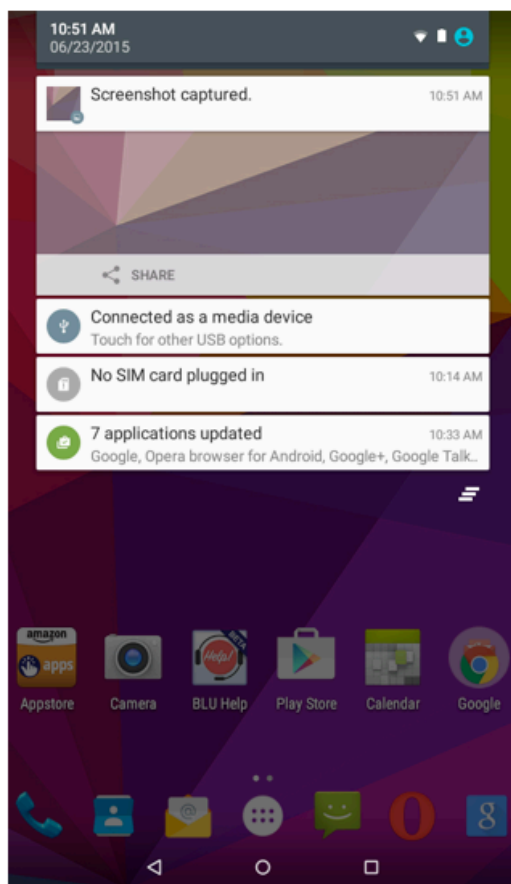 10:51 AM
06/23/2015
Screenshot captured.
10:51 AM
SHARE
Connected as a media device
Touch for other USB options.
No SIM card plugged in
10:14 AM
7 applications updated
10:33 AM
Google, Opera browser for Android, Google+, Google Talk..
amazon
apps
Help!
BETA
Appstore
Camera
BLU Help
Play Store
Calendar
Google
@
g